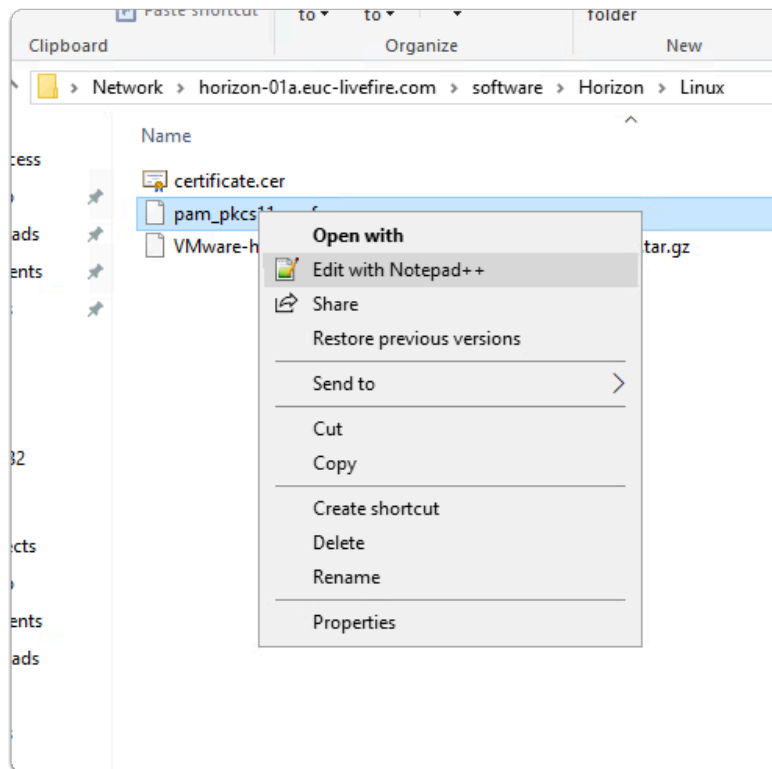 Paste shortcut
to to
folder
Clipboard Organize New
Network > horizon-01a.euc-livefire.com > software > Horizon > Linux
Name
cess
certificate.cer
pam_pkcs11
ads
VMware-h .tar.gz
ents
Open with
Edit with Notepad++
Share
Restore previous versions
Send to
Cut
32
Copy
Create shortcut
ects
Delete
Rename
ents
Properties
ads